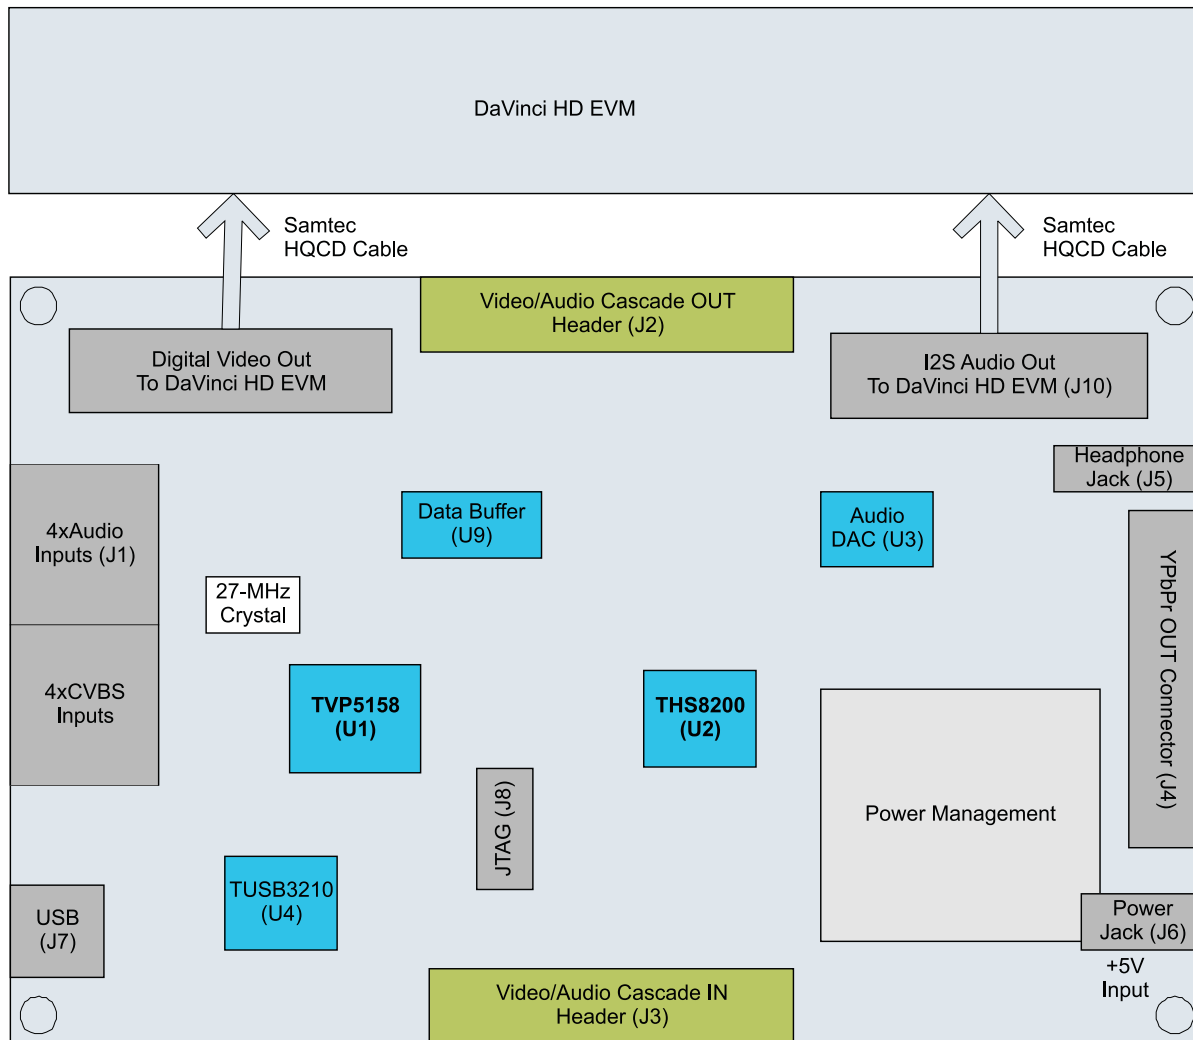 DaVinci HD EVM
Samtec
HQCD Cable
Samtec
HQCD Cable
Video/Audio Cascade OUT
Header (J2)
Digital Video Out
To DaVinci HD EVM
I2S Audio Out
To DaVinci HD EVM (J10)
Headphone
Jack (J5)
4xAudio
Inputs (J1)
Data Buffer
(U9)
Audio
DAC (U3)
27-MHz
Crystal
YPbPr OUT Connector (J4)
4xCVBS
Inputs
TVP5158
(U1)
THS8200
(U2)
JTAG (J8)
Power Management
TUSB3210
(U4)
USB
(J7)
Power
Jack (J6)
+5V
Input
Video/Audio Cascade IN
Header (J3)